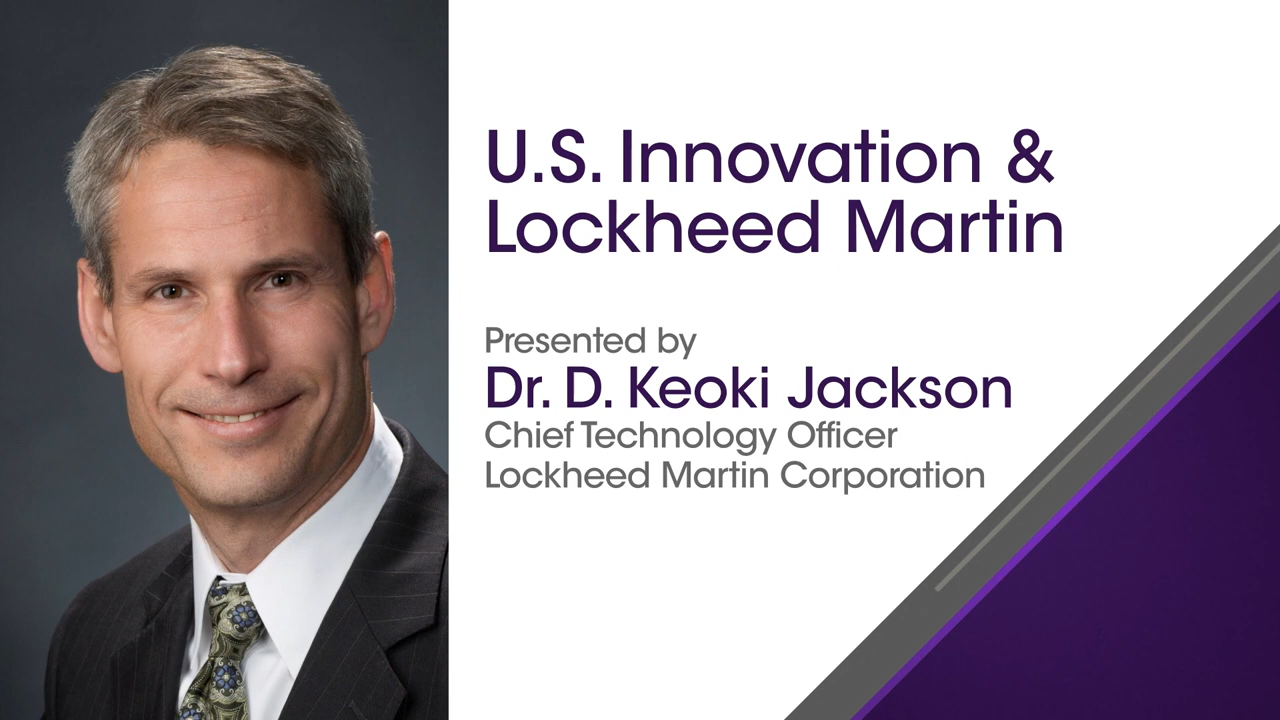 U.S. Innovation &
Lockheed Martin
Presented by
Dr. D. Keoki Jackson
Chief Technology Officer
Lockheed Martin Corporation